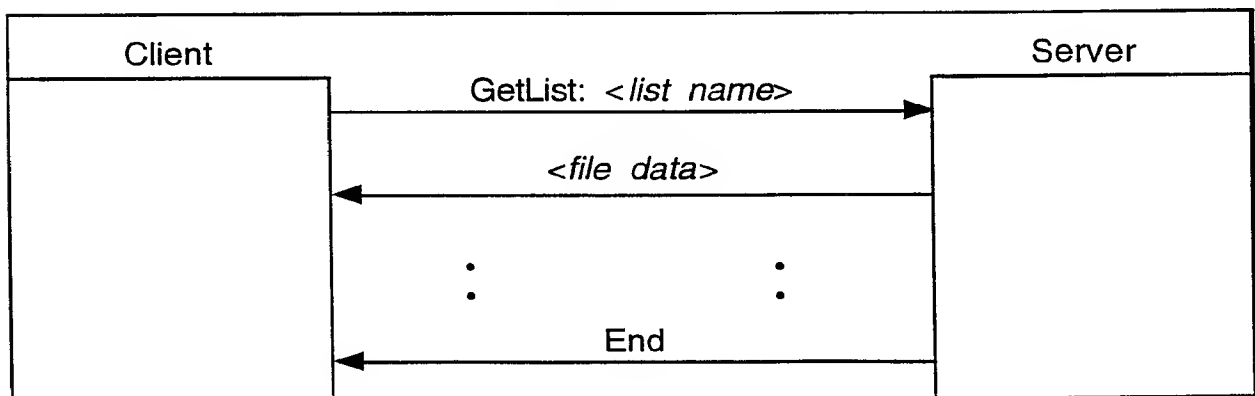 Client
Server
GetList: <list name>
<file data>
End